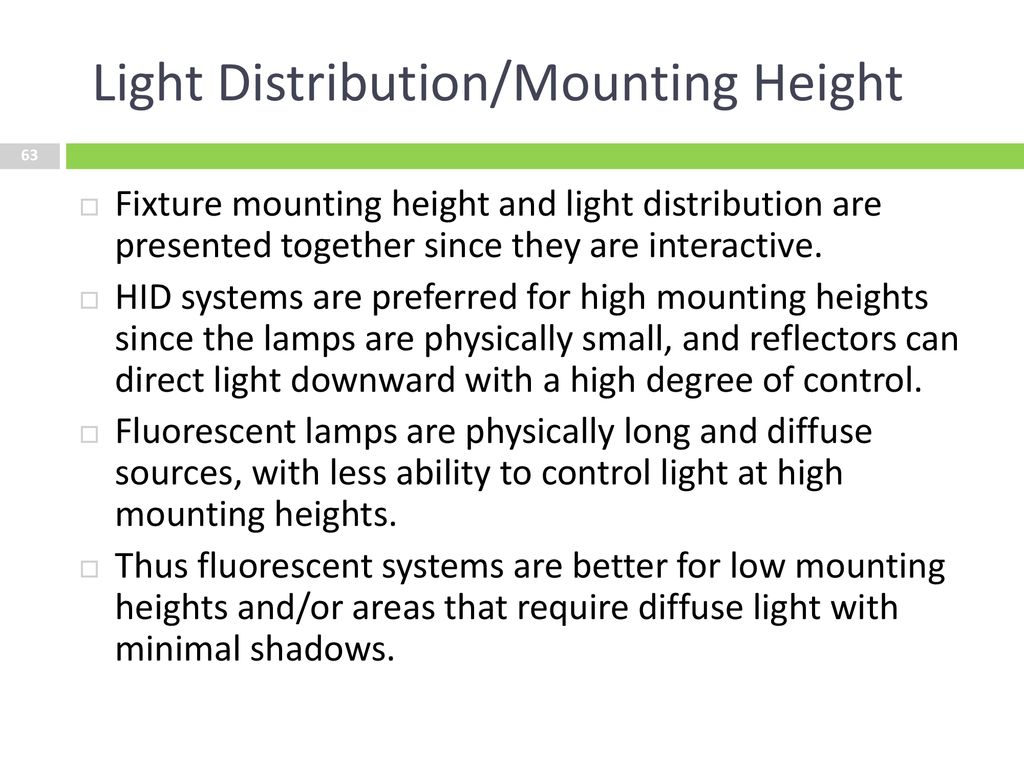 Light Distribution/Mounting Height
63
Fixture mounting height and light distribution are
presented together since they are interactive.
HID systems are preferred for high mounting heights
since the lamps are physically small, and reflectors can
direct light downward with a high degree of control.
Fluorescent lamps are physically long and diffuse
sources, with less ability to control light at high
mounting heights.
Thus fluorescent systems are better for low mounting
heights and/or areas that require diffuse light with
minimal shadows.